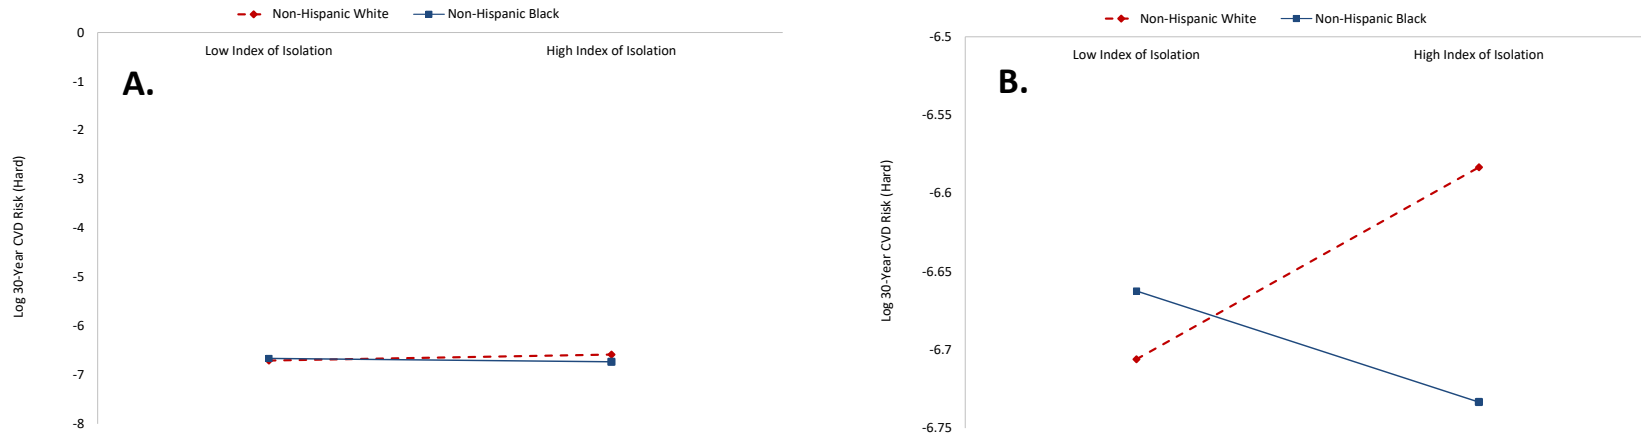 Non-Hispanic White
Non-Hispanic Black
0
Low Index of Isolation
High Index of Isolation
A.
-1
-2
-3
-4
-5
-6
-7
-8
Log 30-Year CVD Risk (Hard)
Non-Hispanic White
Non-Hispanic Black
-6.5
Low Index of Isolation
High Index of Isolation
B.
-6.55
-6.6
-6.65
-6.7
-6.75
Log 30-Year CVD Risk (Hard)